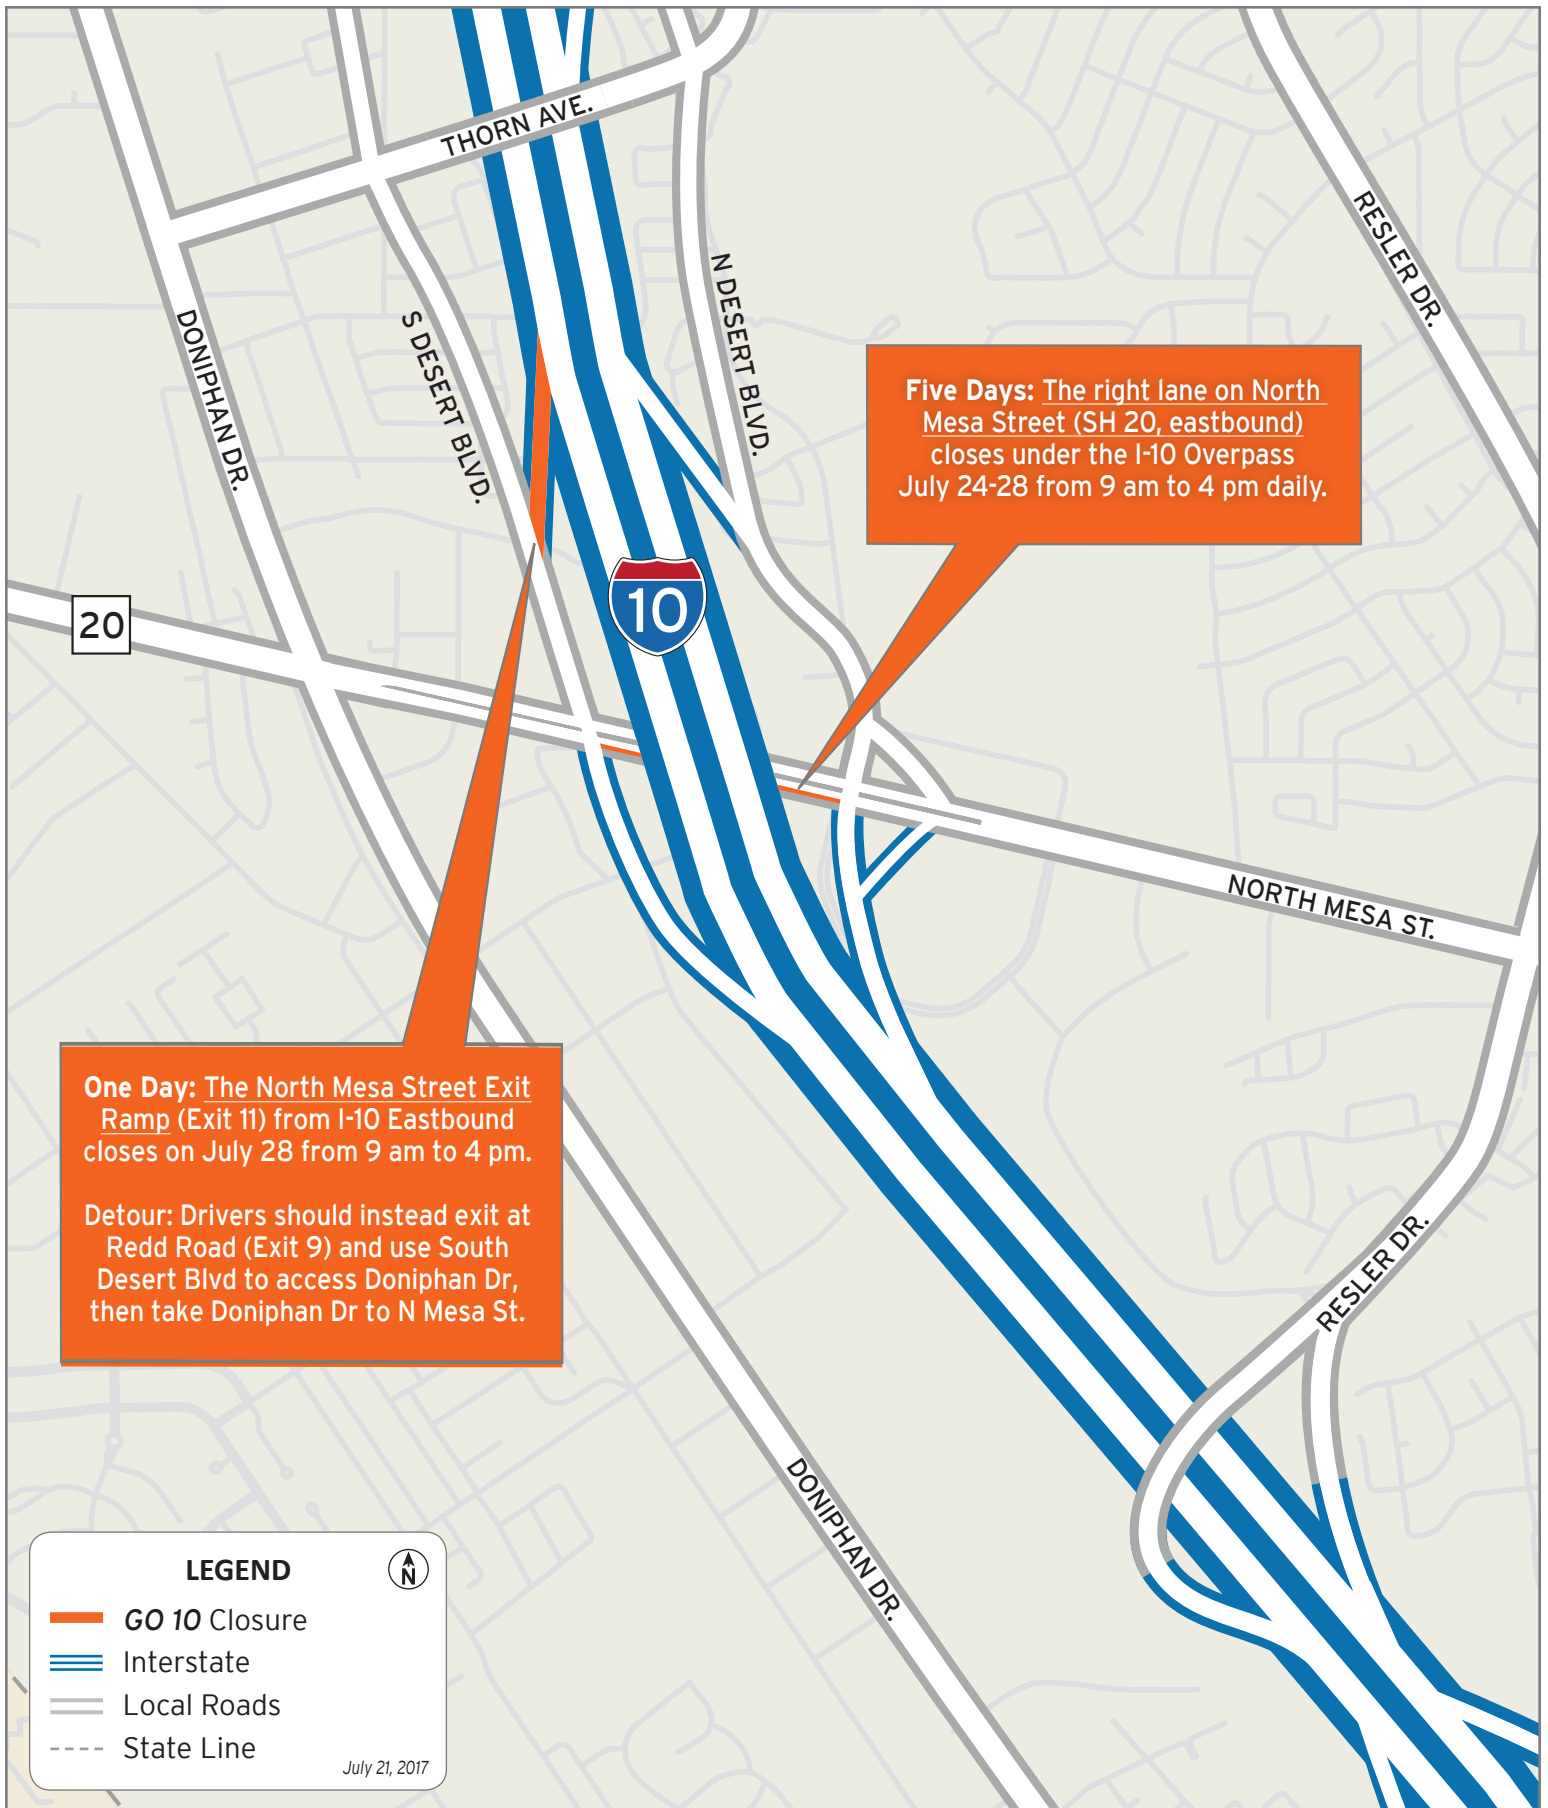 THORN AVE.
RESLER DR.
N DESERT BLVD.
S DESERT BLVD.
DONIPHAN DR.
Five Days: The right lane on North
Mesa Street (SH 20, eastbound)
closes under the I-10 Overpass
July 24-28 from 9 am to 4 pm daily.
10
20
NORTH MESA ST.
One Day: The North Mesa Street Exit
Ramp (Exit 11) from I-10 Eastbound
closes on July 28 from 9 am to 4 pm.
Detour: Drivers should instead exit at
Redd Road (Exit 9) and use South
Desert Blvd to access Doniphan Dr,
then take Doniphan Dr to N Mesa St.
RESLER DR.
DONIPHAN DR.
LEGEND
N
GO 10 Closure
Interstate
Local Roads
State Line
July 21, 2017